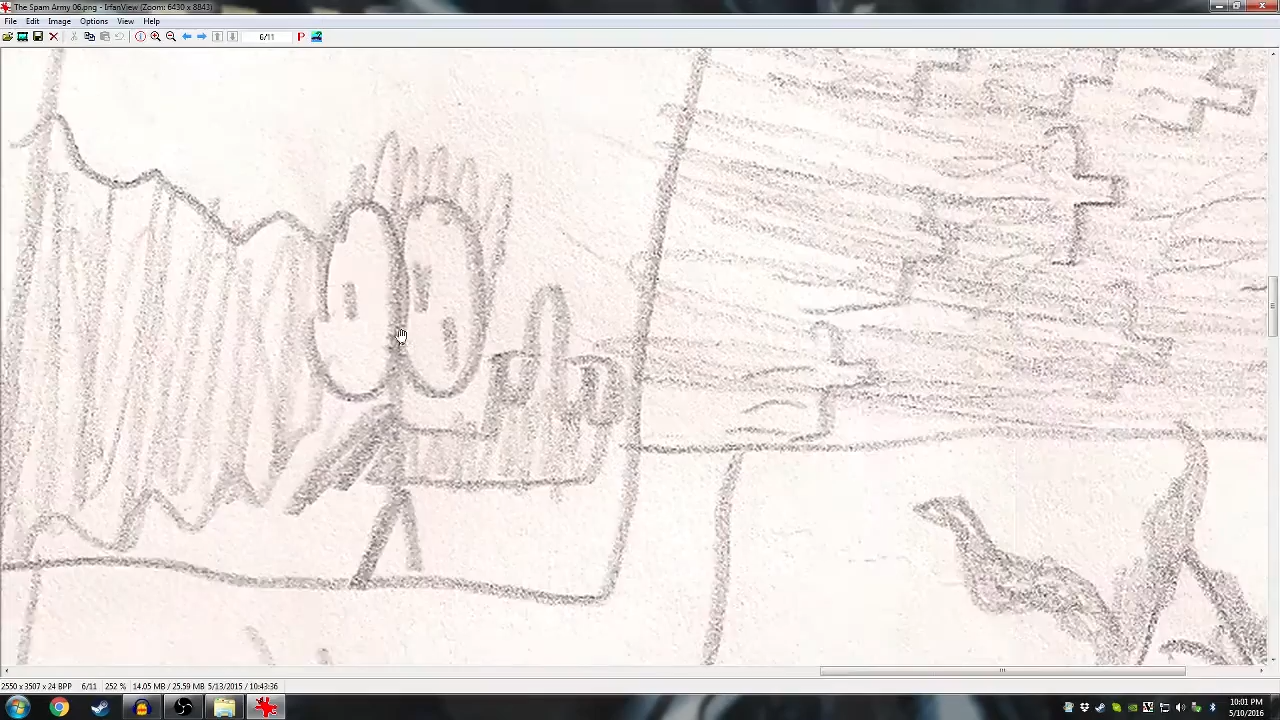 The Spam Army 06.png - IrfanView (Zoom: 6430 x 8843)
File Edit Image Options View Help
6/11
2550 x 3507 x 24 BPP 6/11 252 % 14.05 MB / 25.59 MB 5/13/2015 / 10:43:36
10:01 PM
5/10/2016